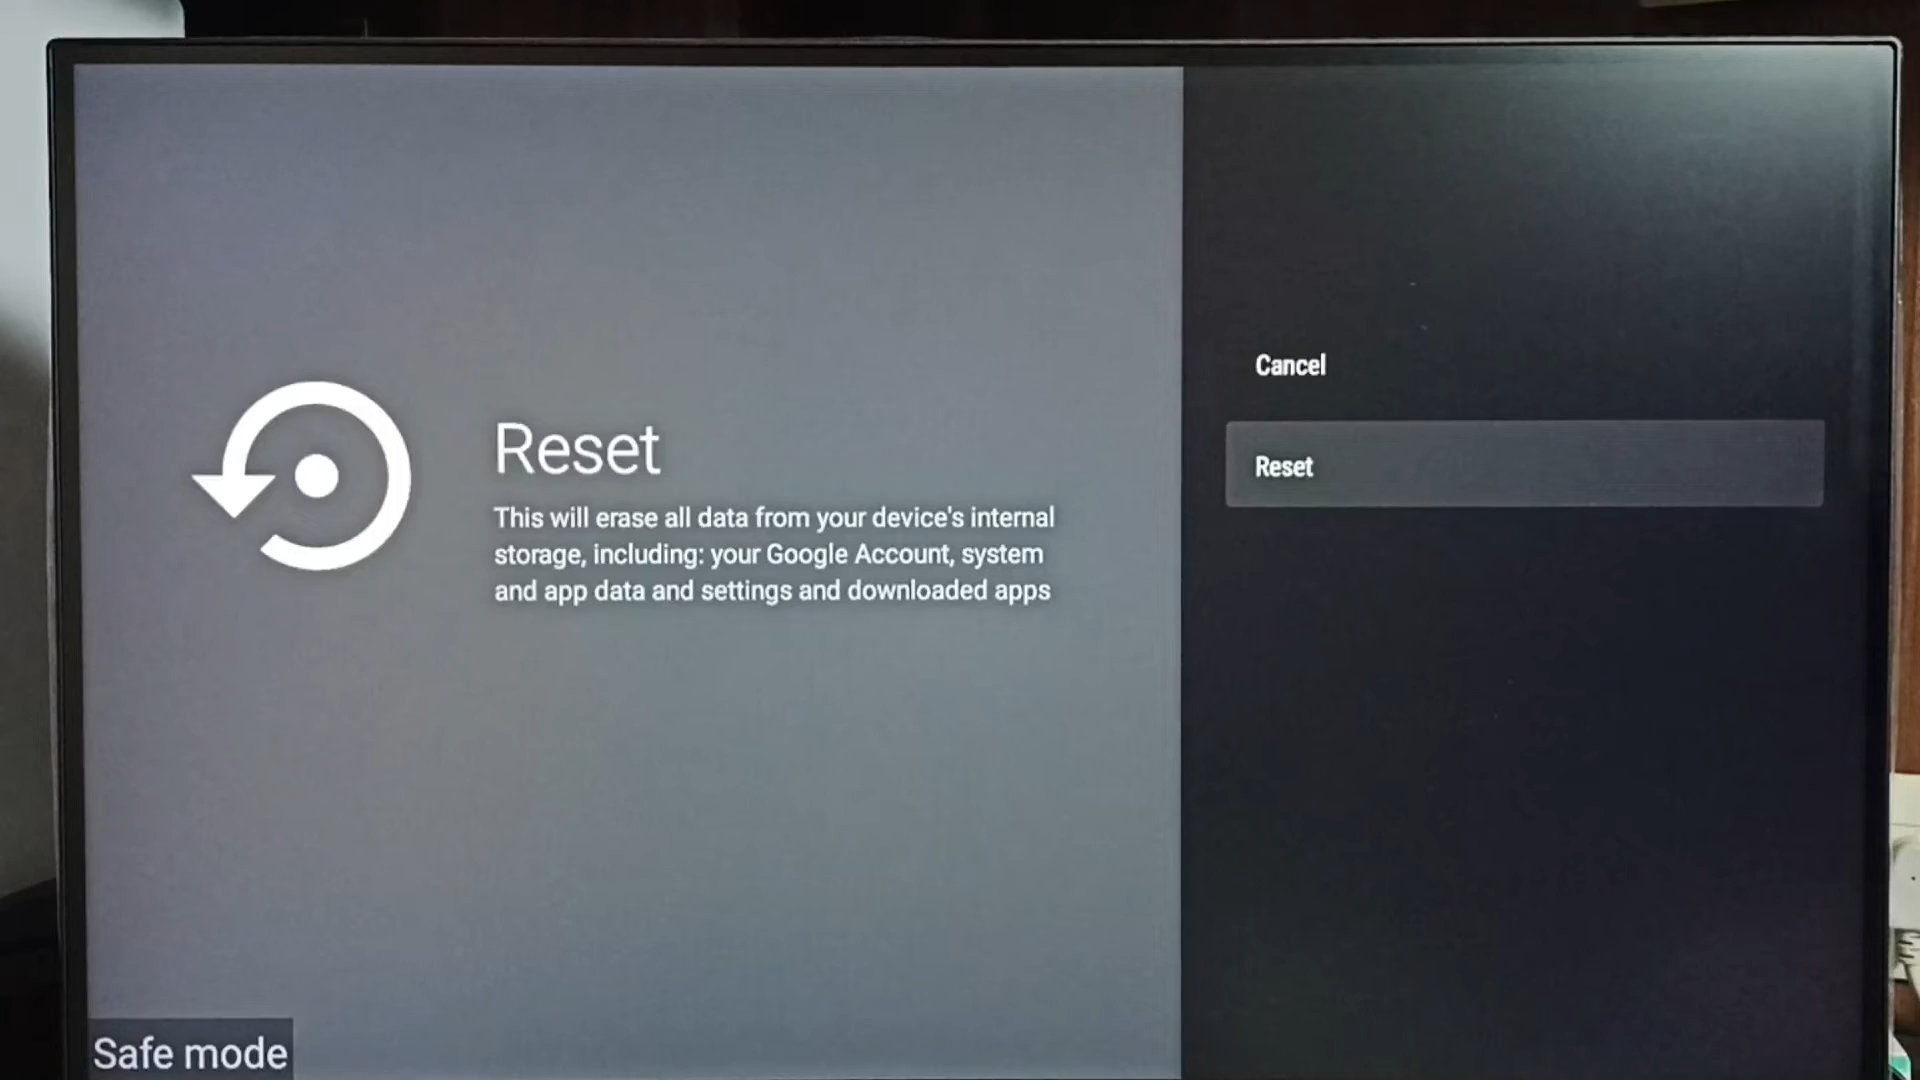 Reset
This will erase all data from your device's internal
storage, including: your Google Account, system
and app data and settings and downloaded apps
Cancel
Reset
Safe mode